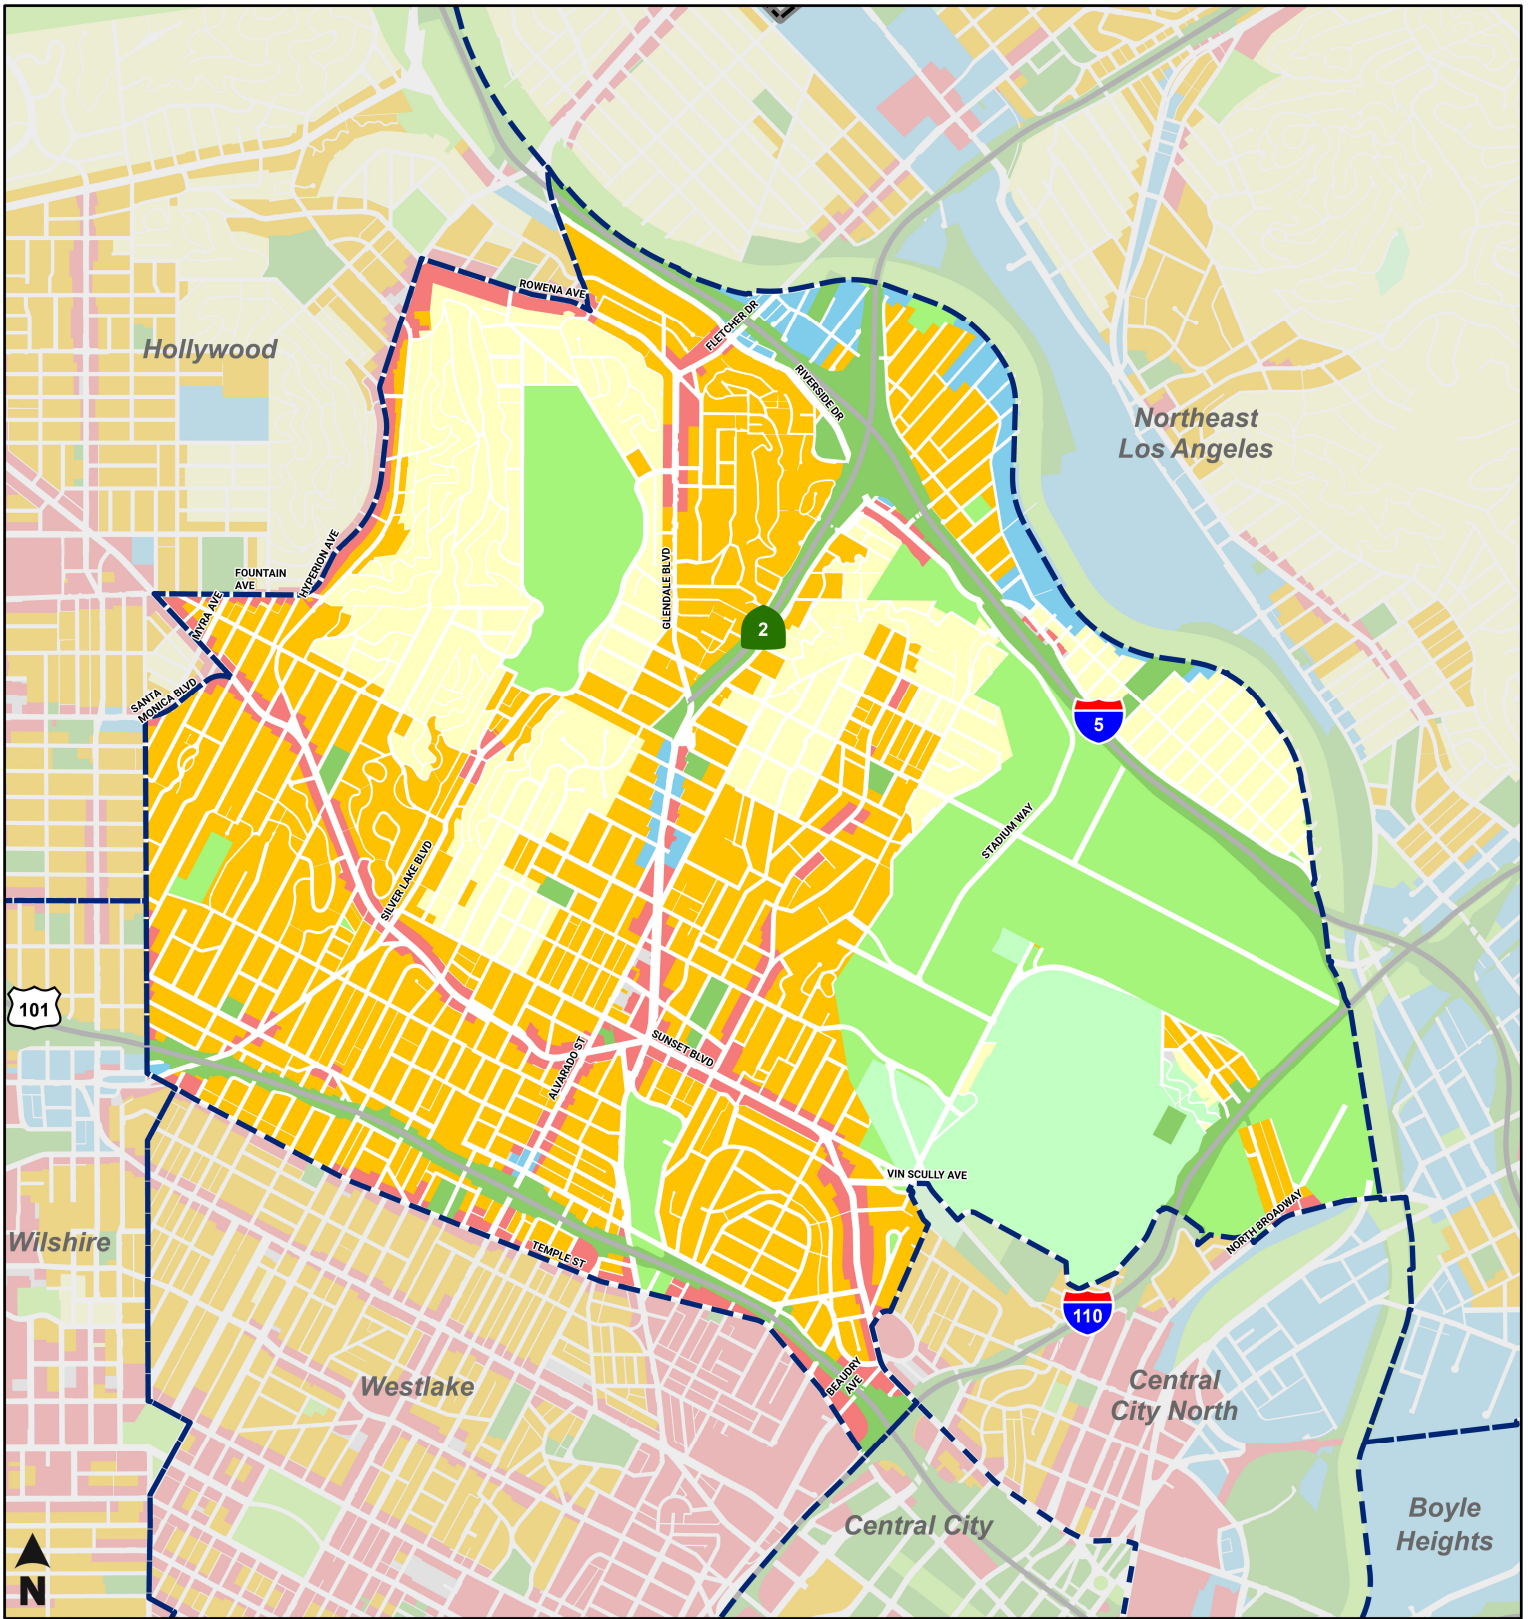 ROWENA AVE
FLETCHER DR
Hollywood
RIVERSIDE DR
Northeast
Los Angeles
HYPERION AVE
FOUNTAIN
AVE
MYRA AVE
GLENDALE BLVD
2
SANTA
MONICA BLVD
5
STADIUM WAY
SILVER LAKE BLVD
101
SUNSET BLVD
ALVARADO ST
VIN SCULLY AVE
NORTH BROADWAY
Wilshire
TEMPLE ST
110
BEAUDRY
AVE
Westlake
Central
City North
Central City
Boyle
Heights
N